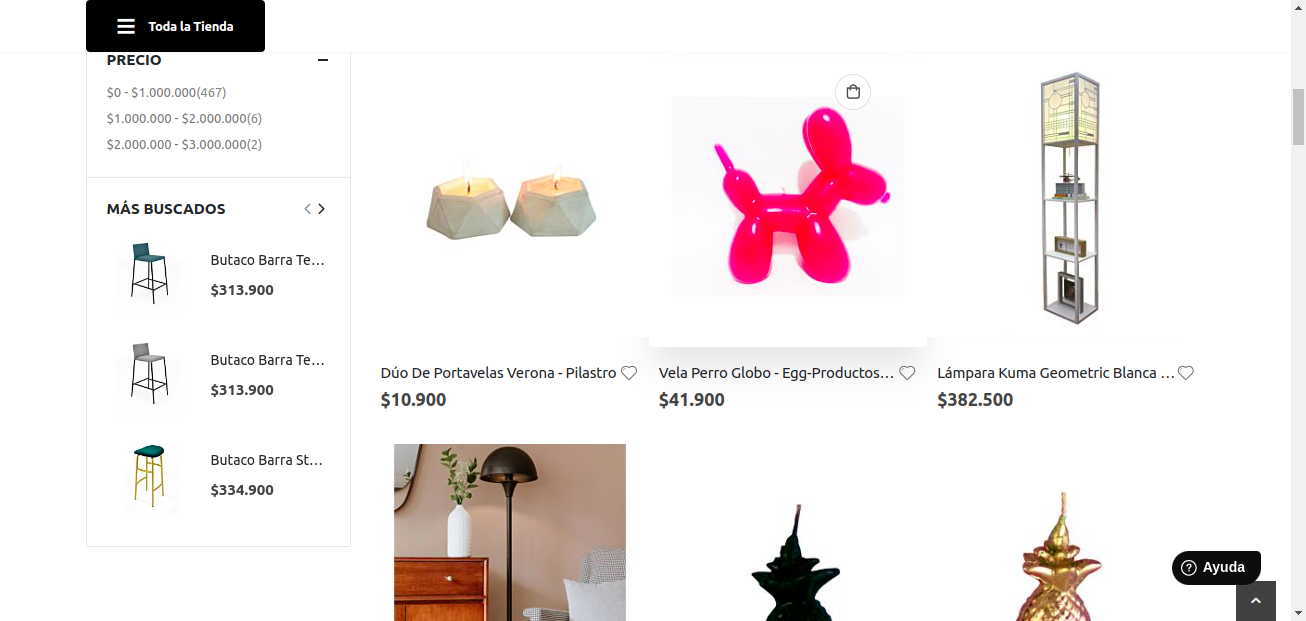 Toda la Tienda
PRECIO
$0 - $1.000.000(467)
$1.000.000 - $2.000.000(6)
$2.000.000 - $3.000.000(2)
MÁS BUSCADOS
Butaco Barra Te...
$313.900
Butaco Barra Te...
$313.900
Butaco Barra St...
$334.900
Dúo De Portavelas Verona - Pilastro
$10.900
Vela Perro Globo - Egg-Productos...
$41.900
Lámpara Kuma Geometric Blanca ...
$382.500
Ayuda